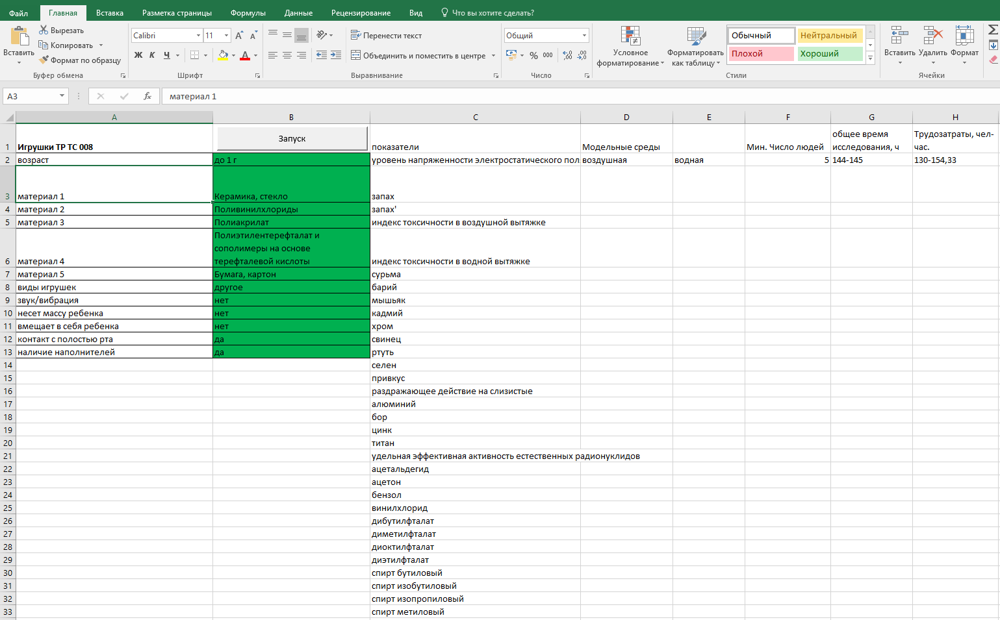 Файл Главная Вставка Разметка страницы Формулы Данные Рецензирование Вид Что вы хотите сделать?
Вставить
Вырезать
Копировать
Формат по образцу
Буфер обмена
Calibri 11
Ж К Ч А
Шрифт
Перенести текст
Объединить и поместить в центре
Выравнивание
Общий
% 000
Число
Условное форматирование
Форматировать как таблицу
Обычный Нейтральный
Плохой Хороший
Стили
Вставить Удалить Формат
Ячейки
A3 fx материал 1
A B C D E F G H
1 Игрушки ТР ТС 008 Запуск показатели Модельные среды Мин. Число людей общее время исследования, ч Трудозатраты, чел-час.
2 возраст до 1 г уровень напряженности электростатического пол воздушная водная 5 144-145 130-154,33
3 материал 1 Керамика, стекло запах
4 материал 2 Поливинилхлориды запах'
5 материал 3 Полиакрилат индекс токсичности в воздушной вытяжке
6 материал 4 Полиэтилентерефталат и сополимеры на основе терефталевой кислоты индекс токсичности в водной вытяжке
7 материал 5 Бумага, картон сурьма
8 виды игрушек другое барий
9 звук/вибрация нет мышьяк
10 несет массу ребенка нет кадмий
11 вмещает в себя ребенка нет хром
12 контакт с полостью рта да свинец
13 наличие наполнителей да ртуть
14 селен
15 привкус
16 раздражающее действие на слизистые
17 алюминий
18 бор
19 цинк
20 титан
21 удельная эффективная активность естественных радионуклидов
22 ацетальдегид
23 ацетон
24 бензол
25 винилхлорид
26 дибутилфталат
27 диметилфталат
28 диоктилфталат
29 диэтилфталат
30 спирт бутиловый
31 спирт изобутиловый
32 спирт изопропиловый
33 спирт метиловый